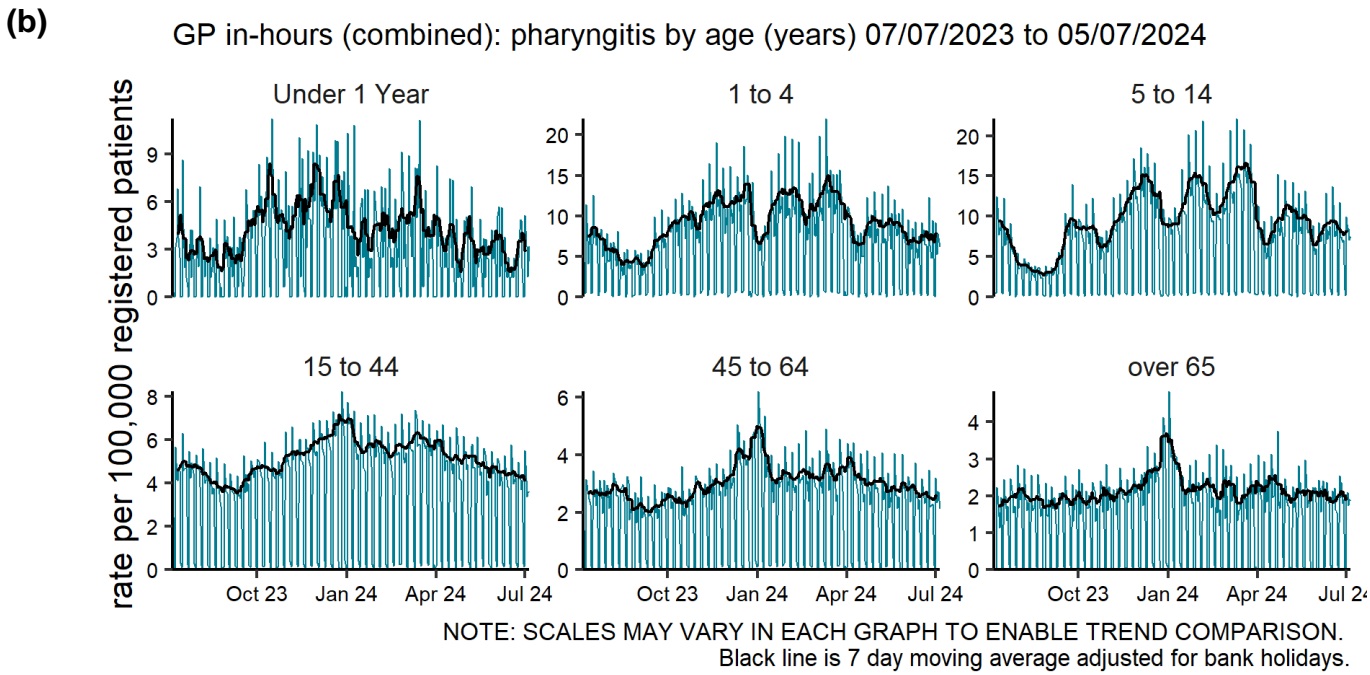 (b)
GP in-hours (combined): pharyngitis by age (years) 07/07/2023 to 05/07/2024
rate per 100,000 registered patients
Under 1 Year
1 to 4
5 to 14
9
6
3
0
20
15
10
5
0
20
15
10
5
0
15 to 44
45 to 64
over 65
8
6
4
2
0
6
4
2
0
4
3
2
1
0
Oct 23 Jan 24 Apr 24 Jul 24
Oct 23 Jan 24 Apr 24 Jul 24
Oct 23 Jan 24 Apr 24 Jul 24
NOTE: SCALES MAY VARY IN EACH GRAPH TO ENABLE TREND COMPARISON.
Black line is 7 day moving average adjusted for bank holidays.